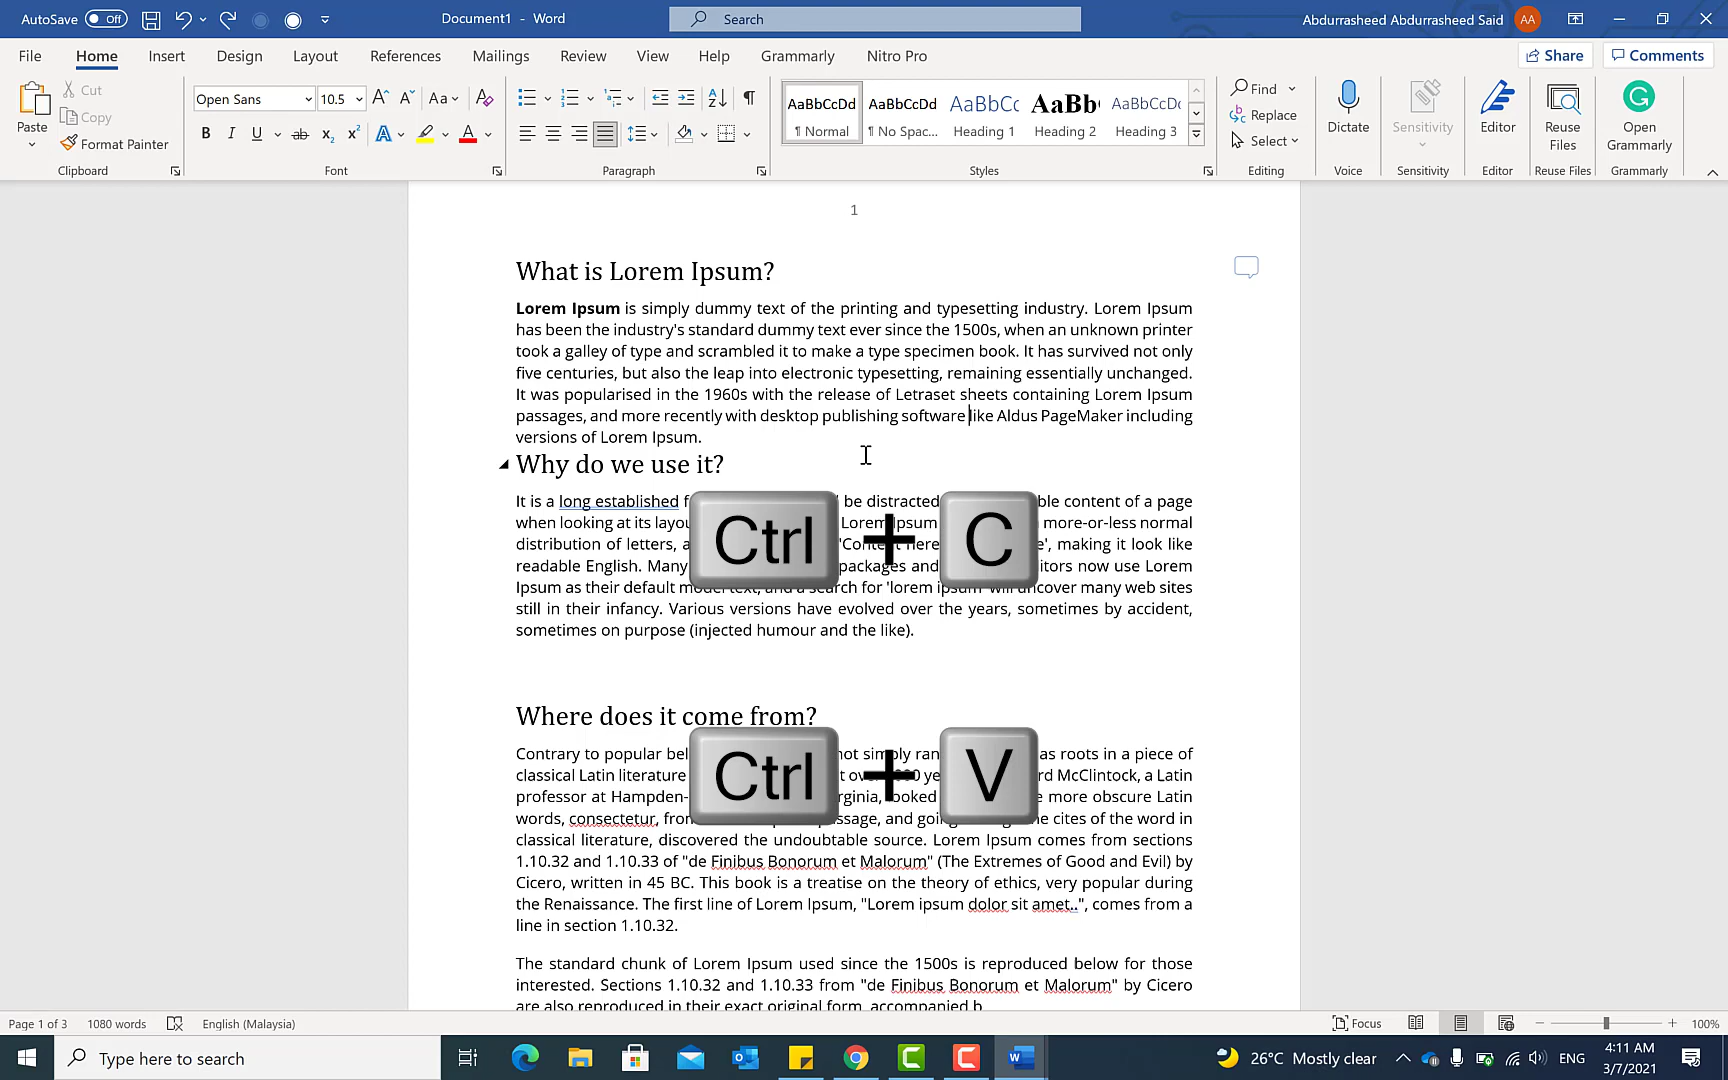 AutoSave Off Document1 - Word Search Abdurrasheed Abdurrasheed Said AA
File Home Insert Design Layout References Mailings Review View Help Grammarly Nitro Pro Share Comments
Paste Cut Copy Format Painter
Open Sans 10.5
AaBbCcDd AaBbCcDd AaBbCc AaBb AaBbCcD
¶ Normal ¶ No Spac... Heading 1 Heading 2 Heading 3
Find Replace Select
Dictate Sensitivity Editor Reuse Files Open Grammarly
Clipboard Font Paragraph Styles Editing Voice Sensitivity Editor Reuse Files Grammarly
1
What is Lorem Ipsum?
Lorem Ipsum is simply dummy text of the printing and typesetting industry. Lorem Ipsum
has been the industry's standard dummy text ever since the 1500s, when an unknown printer
took a galley of type and scrambled it to make a type specimen book. It has survived not only
five centuries, but also the leap into electronic typesetting, remaining essentially unchanged.
It was popularised in the 1960s with the release of Letraset sheets containing Lorem Ipsum
passages, and more recently with desktop publishing software like Aldus PageMaker including
versions of Lorem Ipsum.
Why do we use it?
It is a long established be distracted content of a page
when looking at its Lorem Ipsum more-or-less normal
distribution of letters, making it look like
readable English. Many packages and now use Lorem
Ipsum as their default model text, and a search for 'lorem ipsum' will uncover many web sites
still in their infancy. Various versions have evolved over the years, sometimes by accident,
sometimes on purpose (injected humour and the like).
Ctrl + C
Where does it come from?
Contrary to popular not simply roots in a piece of
classical Latin literature McClintock, a Latin
professor at Hampden- looked more obscure Latin
words, consectetur, cites of the word in
classical literature, discovered the undoubtable source. Lorem Ipsum comes from sections
1.10.32 and 1.10.33 of "de Finibus Bonorum et Malorum" (The Extremes of Good and Evil) by
Cicero, written in 45 BC. This book is a treatise on the theory of ethics, very popular during
the Renaissance. The first line of Lorem Ipsum, "Lorem ipsum dolor sit amet..", comes from a
line in section 1.10.32.
Ctrl + V
The standard chunk of Lorem Ipsum used since the 1500s is reproduced below for those
interested. Sections 1.10.32 and 1.10.33 from "de Finibus Bonorum et Malorum" by Cicero
are also reproduced in their exact original form, accompanied b
Page 1 of 3 1080 words English (Malaysia) Focus 100%
Type here to search 26°C Mostly clear ENG 4:11 AM
3/7/2021